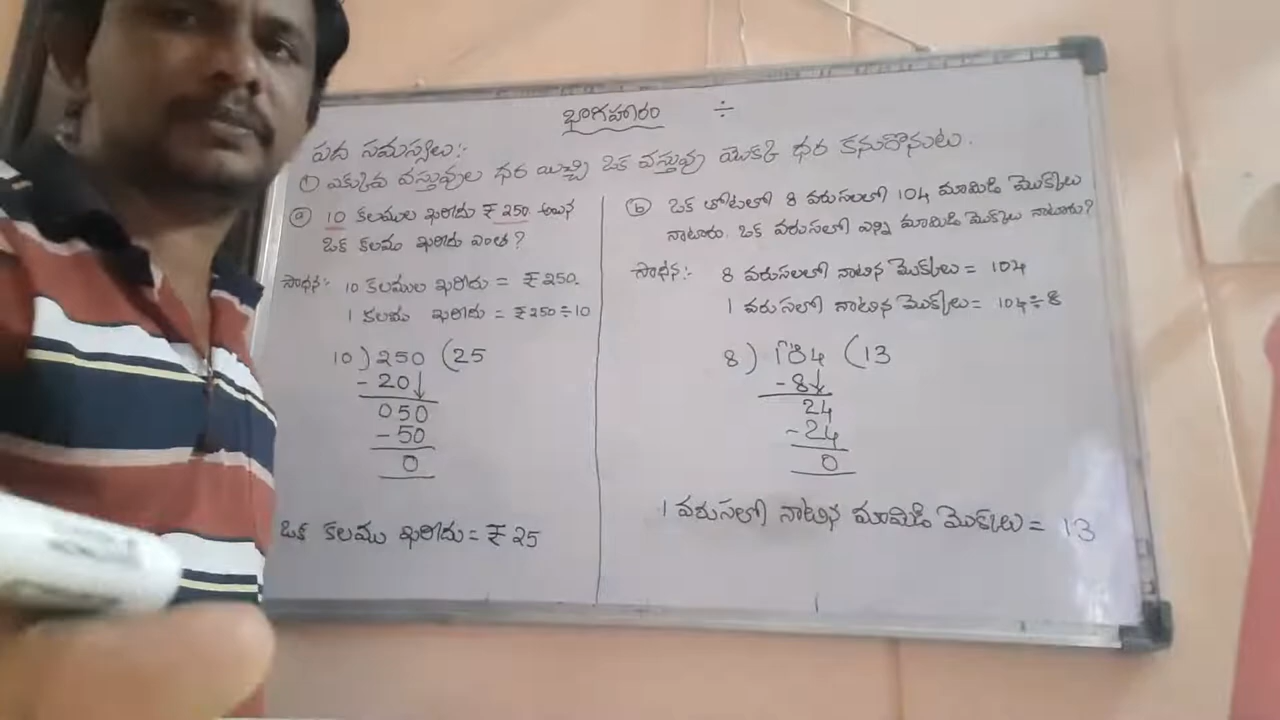 భాగహారం ÷
పద సమస్యలు:-
① ఎక్కువ వస్తువుల ధర యిచ్చి ఒక వస్తువు యొక్క ధర కనుగొనుట.
ⓐ 10 కలముల ఖరీదు ₹ 250. అయిన
ఒక కలము ఖరీదు ఎంత?
సాధన:- 10 కలముల ఖరీదు = ₹250.
1 కలము ఖరీదు = ₹250÷10
10 ) 250 ( 25
- 20↓
050
- 50
0
ఒక కలము ఖరీదు = ₹ 25
ⓑ ఒక తోటలో 8 వరుసలలో 104 మామిడి మొక్కలు
నాటారు. ఒక వరుసలో ఎన్ని మామిడి మొక్కలు నాటారు?
సాధన:- 8 వరుసలలో నాటిన మొక్కలు = 104
1 వరుసలో నాటిన మొక్కలు = 104÷8
8 ) 104 ( 13
- 8↓
24
- 24
0
1 వరుసలో నాటిన మామిడి మొక్కలు = 13